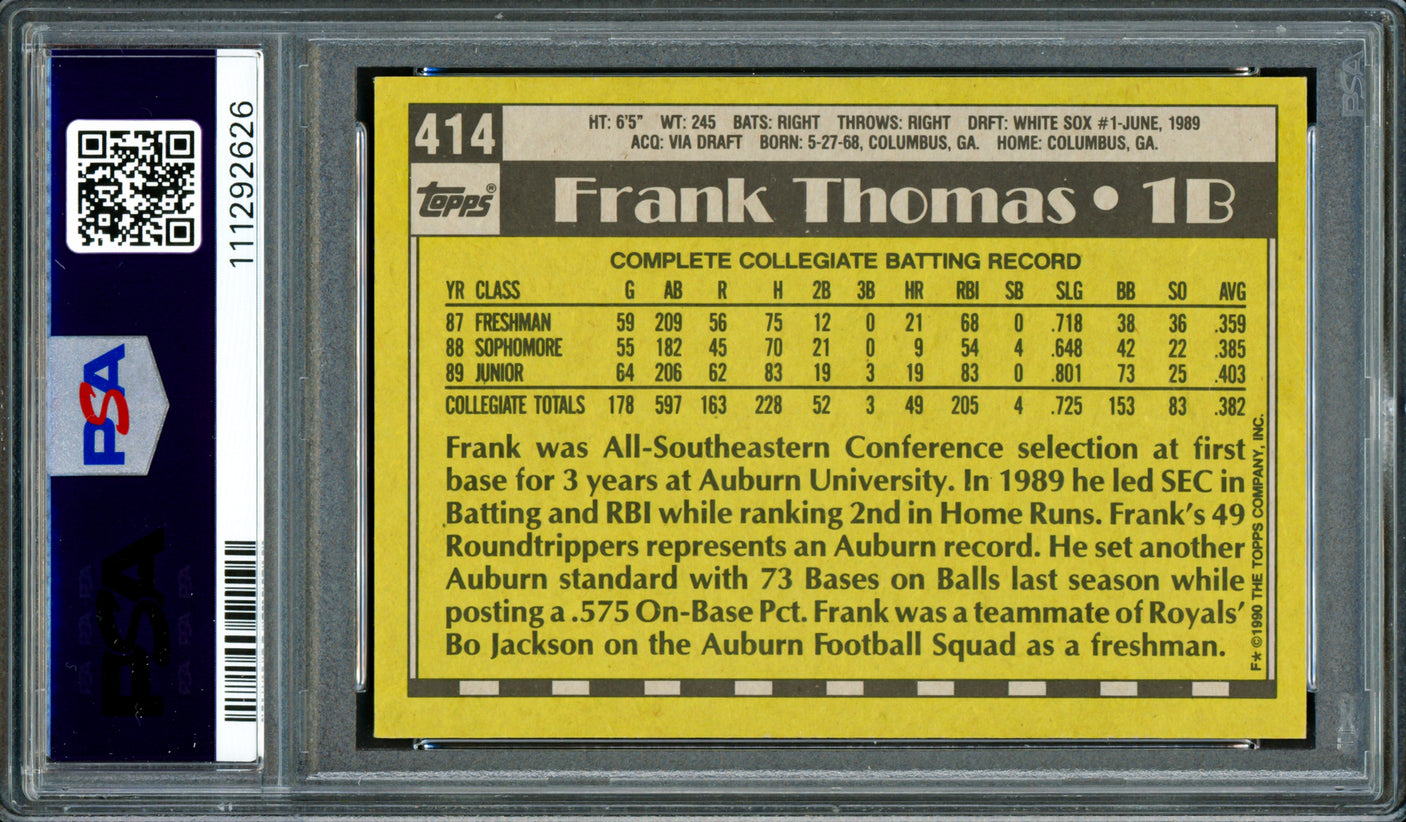 111292626
PSA
PSA
414
HT: 6'5" WT: 245 BATS: RIGHT THROWS: RIGHT DRFT: WHITE SOX #1-JUNE, 1989
ACQ: VIA DRAFT BORN: 5-27-68, COLUMBUS, GA. HOME: COLUMBUS, GA.
TOPPS®
Frank Thomas • 1B
COMPLETE COLLEGIATE BATTING RECORD
YR CLASS G AB R H 2B 3B HR RBI SB SLG BB SO AVG
87 FRESHMAN 59 209 56 75 12 0 21 68 0 .718 38 36 .359
88 SOPHOMORE 55 182 45 70 21 0 9 54 4 .648 42 22 .385
89 JUNIOR 64 206 62 83 19 3 19 83 0 .801 73 25 .403
COLLEGIATE TOTALS 178 597 163 228 52 3 49 205 4 .725 153 83 .382
Frank was All-Southeastern Conference selection at first
base for 3 years at Auburn University. In 1989 he led SEC in
Batting and RBI while ranking 2nd in Home Runs. Frank's 49
Roundtrippers represents an Auburn record. He set another
Auburn standard with 73 Bases on Balls last season while
posting a .575 On-Base Pct. Frank was a teammate of Royals'
Bo Jackson on the Auburn Football Squad as a freshman.
F* ©1990 THE TOPPS COMPANY, INC.
PSA